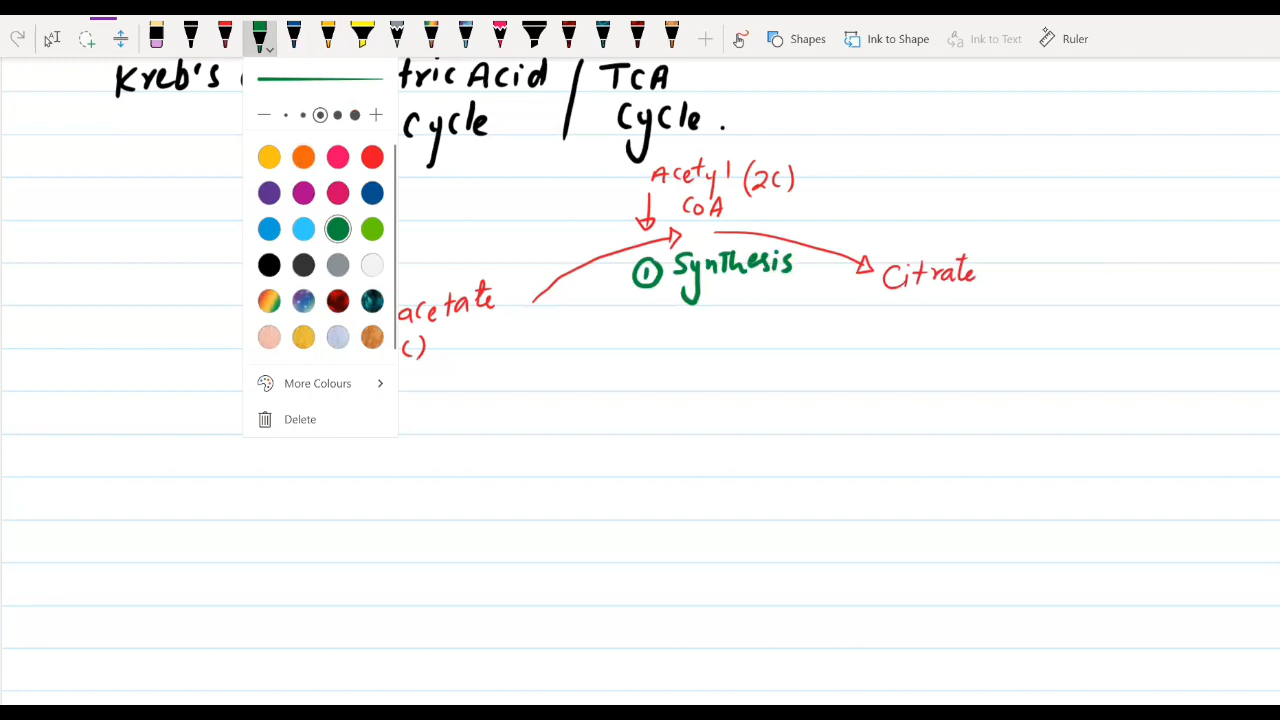 Shapes Ink to Shape Ink to Text Ruler
Kreb's tric Acid / TCA
cycle cycle.
Acetyl (2C)
CoA
① Synthesis
Citrate
acetate
c)
More Colours
Delete